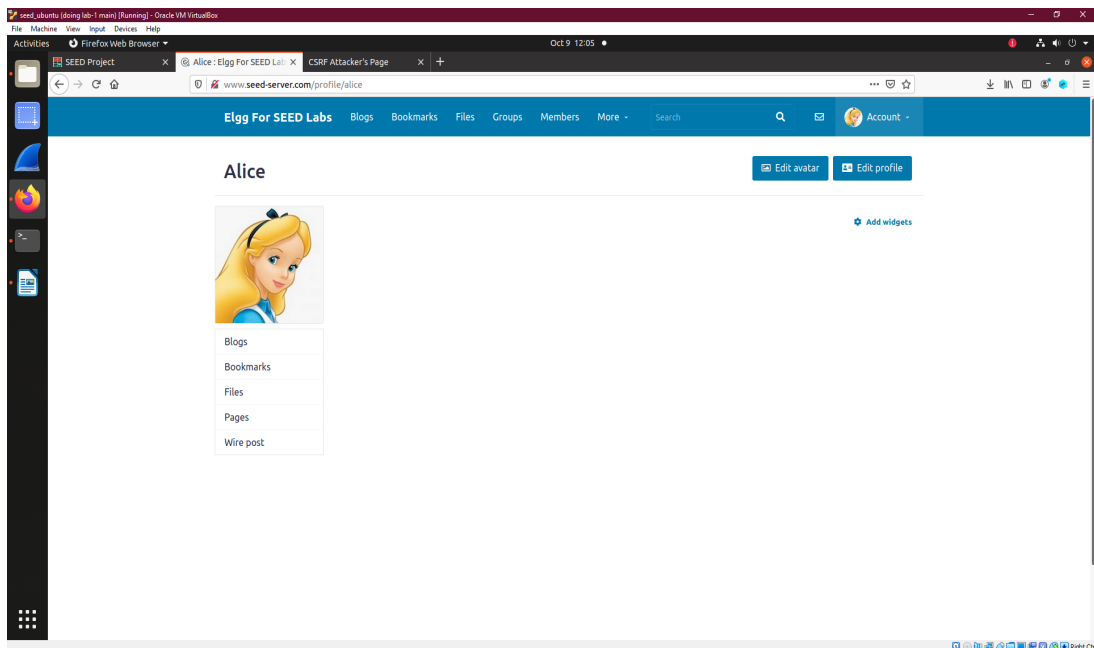 seed_ubuntu (doing lab-1 main) [Running] - Oracle VM VirtualBox
File Machine View Input Devices Help
Activities Firefox Web Browser Oct 9 12:05
SEED Project Alice : Elgg For SEED Lab CSRF Attacker's Page
www.seed-server.com/profile/alice
Elgg For SEED Labs Blogs Bookmarks Files Groups Members More Search Account
Alice Edit avatar Edit profile
Add widgets
Blogs
Bookmarks
Files
Pages
Wire post
Right Ch